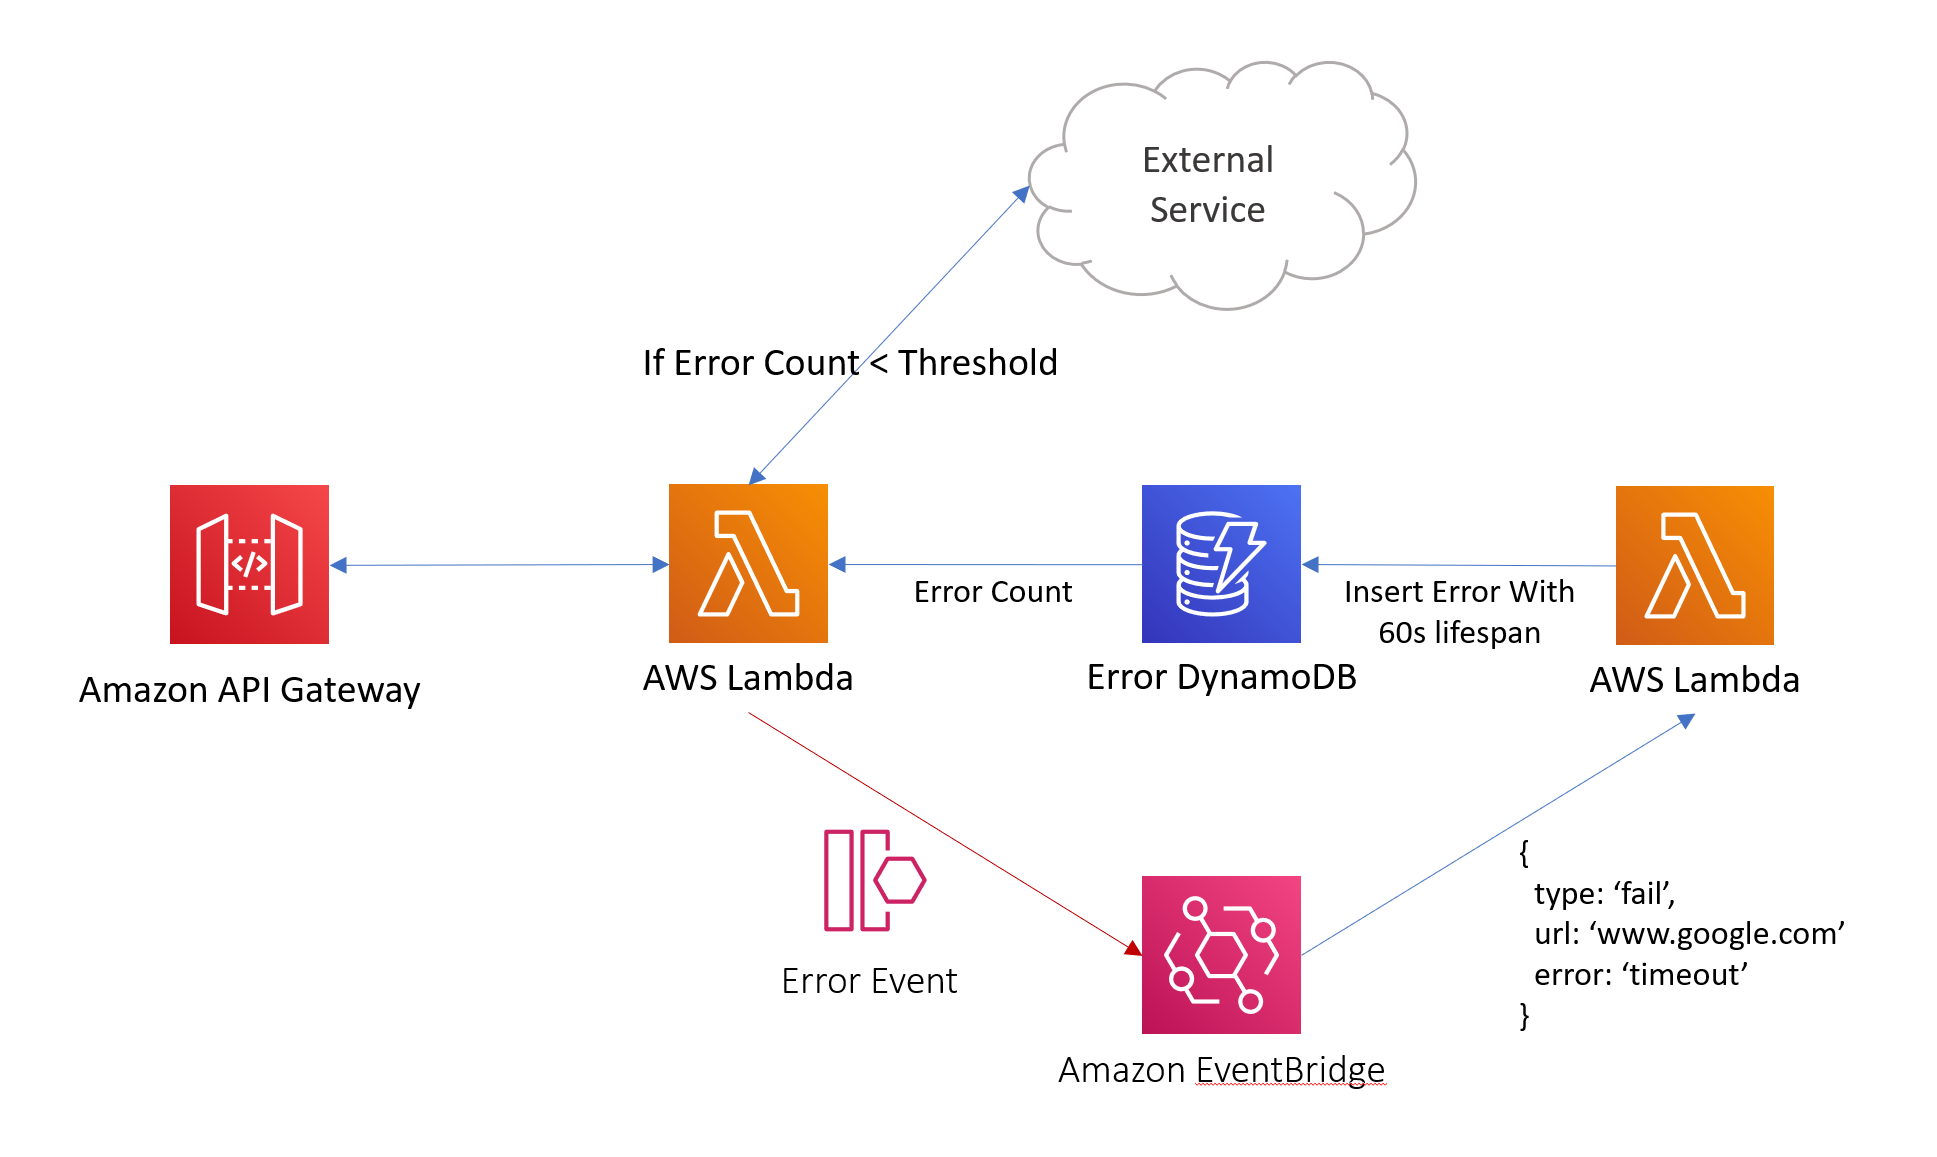 External
Service
If Error Count < Threshold
</>
Error Count
Insert Error With
60s lifespan
Amazon API Gateway
AWS Lambda
Error DynamoDB
AWS Lambda
{
type: ‘fail’,
url: ‘www.google.com’
error: ‘timeout’
}
Error Event
Amazon EventBridge